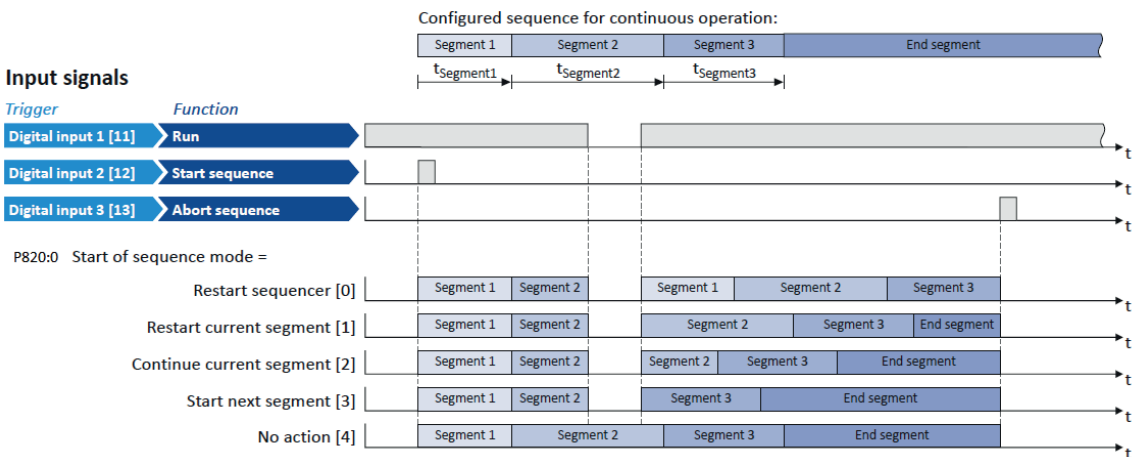 Configured sequence for continuous operation:
Segment 1 Segment 2 Segment 3 End segment
tSegment1 tSegment2 tSegment3
Input signals
Trigger Function
Digital input 1 [11] Run t
Digital input 2 [12] Start sequence t
Digital input 3 [13] Abort sequence t
P820:0 Start of sequence mode =
Restart sequencer [0] Segment 1 Segment 2 Segment 1 Segment 2 Segment 3 t
Restart current segment [1] Segment 1 Segment 2 Segment 2 Segment 3 End segment t
Continue current segment [2] Segment 1 Segment 2 Segment 2 Segment 3 End segment t
Start next segment [3] Segment 1 Segment 2 Segment 3 End segment t
No action [4] Segment 1 Segment 2 Segment 3 End segment t